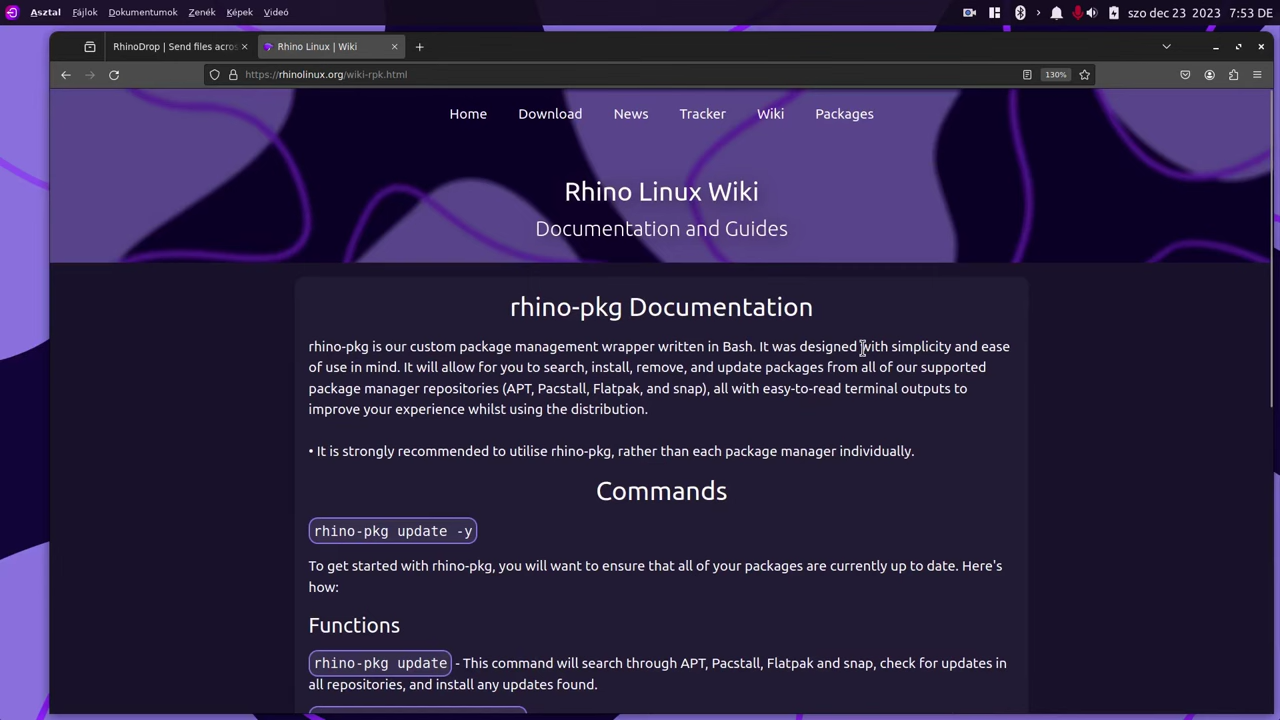 Asztal Fájlok Dokumentumok Zenék Képek Videó
szo dec 23 2023 7:53 DE
RhinoDrop | Send files acros
Rhino Linux | Wiki
https://rhinolinux.org/wiki-rpk.html
130%
Home Download News Tracker Wiki Packages
Rhino Linux Wiki
Documentation and Guides
rhino-pkg Documentation
rhino-pkg is our custom package management wrapper written in Bash. It was designed with simplicity and ease
of use in mind. It will allow for you to search, install, remove, and update packages from all of our supported
package manager repositories (APT, Pacstall, Flatpak, and snap), all with easy-to-read terminal outputs to
improve your experience whilst using the distribution.
• It is strongly recommended to utilise rhino-pkg, rather than each package manager individually.
Commands
rhino-pkg update -y
To get started with rhino-pkg, you will want to ensure that all of your packages are currently up to date. Here's
how:
Functions
rhino-pkg update - This command will search through APT, Pacstall, Flatpak and snap, check for updates in
all repositories, and install any updates found.